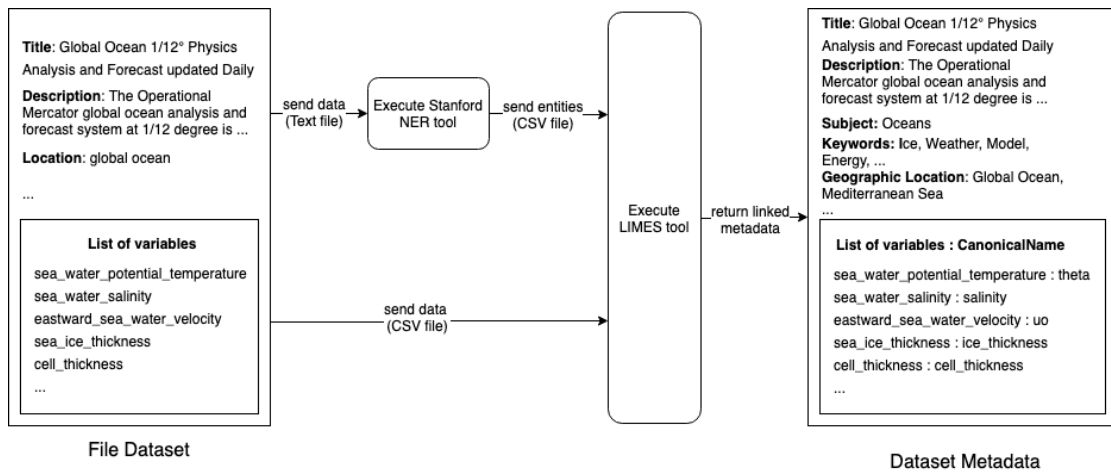 Title: Global Ocean 1/12° Physics
Analysis and Forecast updated Daily
Description: The Operational
Mercator global ocean analysis and
forecast system at 1/12 degree is ...
Location: global ocean
...
List of variables
sea_water_potential_temperature
sea_water_salinity
eastward_sea_water_velocity
sea_ice_thickness
cell_thickness
...
File Dataset
send data
(Text file)
Execute Stanford
NER tool
send entities
(CSV file)
send data
(CSV file)
Execute
LIMES tool
return linked
metadata
Title: Global Ocean 1/12° Physics
Analysis and Forecast updated Daily
Description: The Operational
Mercator global ocean analysis and
forecast system at 1/12 degree is ...
Subject: Oceans
Keywords: Ice, Weather, Model,
Energy, ...
Geographic Location: Global Ocean,
Mediterranean Sea
...
List of variables : CanonicalName
sea_water_potential_temperature : theta
sea_water_salinity : salinity
eastward_sea_water_velocity : uo
sea_ice_thickness : ice_thickness
cell_thickness : cell_thickness
...
Dataset Metadata